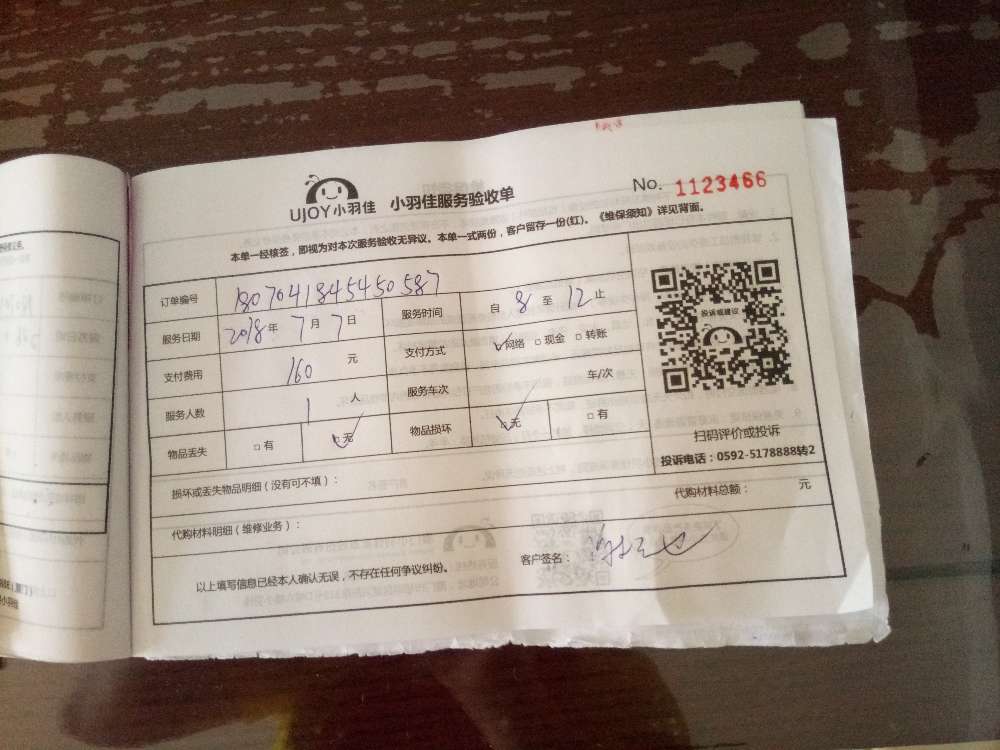 UJOY小羽佳 小羽佳服务验收单 No. 1123466
本单一经核签，即视为对本次服务验收无异议。本单一式两份，客户留存一份(红)。《维保须知》详见背面。
订单编号 1807041845450587
服务日期 2018年 7月 7日 服务时间 自 8 至 12 止
支付费用 160 元 支付方式 ☑网络 □现金 □转账
服务人数 1 人 服务车次 车/次
物品丢失 □有 ☑无 物品损坏 ☑无 □有
投诉或建议
扫码评价或投诉
投诉电话：0592-5178888转2
损坏或丢失物品明细（没有可不填）：
代购材料明细（维修业务）： 代购材料总额： 元
以上填写信息已经本人确认无误，不存在任何争议纠纷。 客户签名：